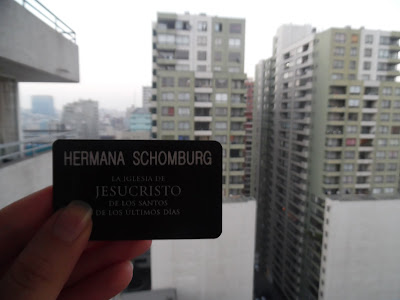 HERMANA SCHOMBURG
LA IGLESIA DE
JESUCRISTO
DE LOS SANTOS
DE LOS ÚLTIMOS DÍAS